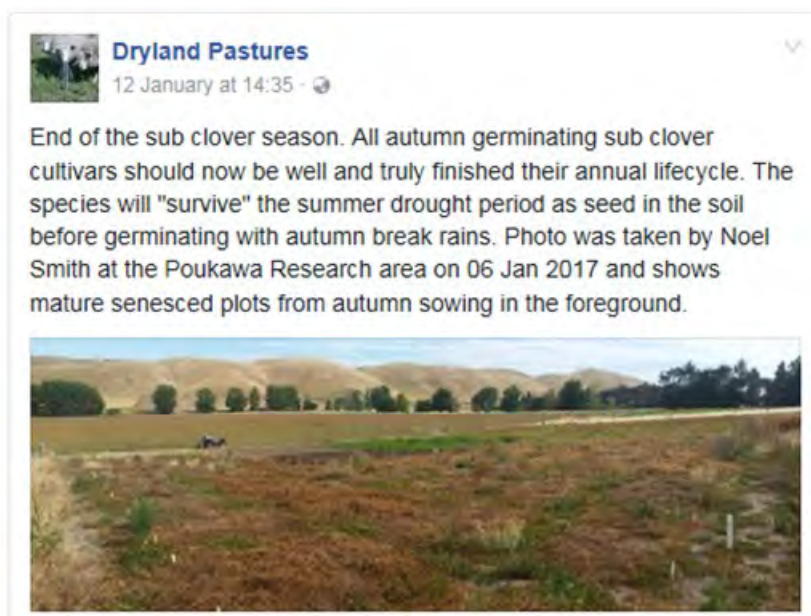 Dryland Pastures
12 January at 14:35 ·
End of the sub clover season. All autumn germinating sub clover
cultivars should now be well and truly finished their annual lifecycle. The
species will "survive" the summer drought period as seed in the soil
before germinating with autumn break rains. Photo was taken by Noel
Smith at the Poukawa Research area on 06 Jan 2017 and shows
mature senesced plots from autumn sowing in the foreground.